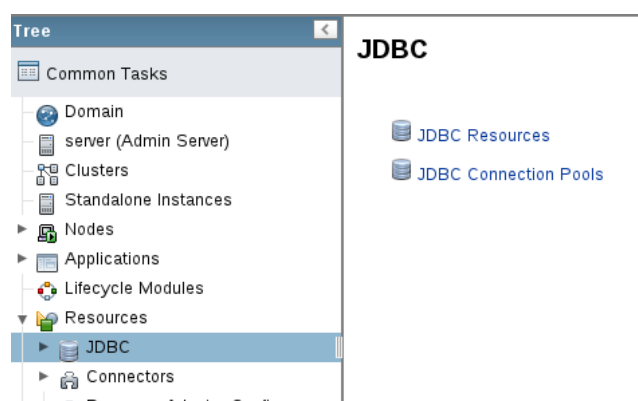 Tree
Common Tasks
Domain
server (Admin Server)
Clusters
Standalone Instances
Nodes
Applications
Lifecycle Modules
Resources
JDBC
Connectors
JDBC
JDBC Resources
JDBC Connection Pools